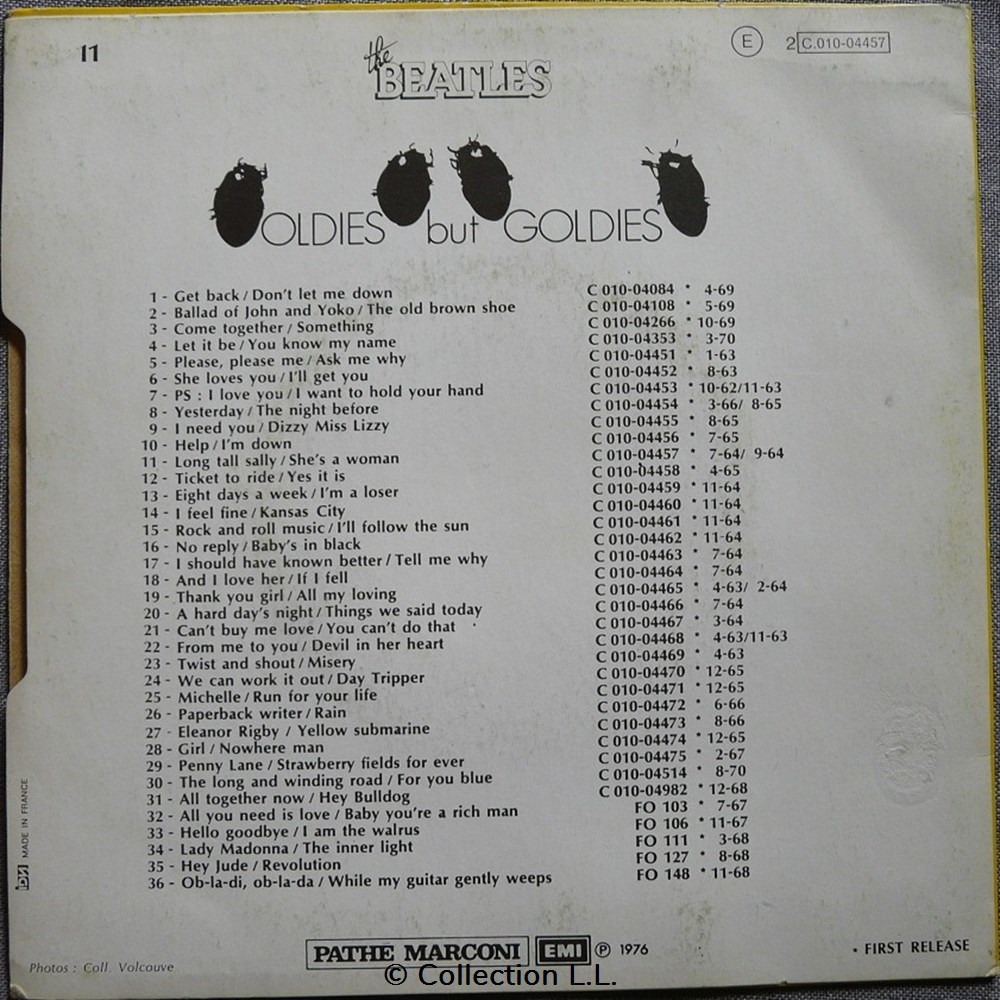 11
the BEATLES
E 2 C.010-04457
OLDIES but GOLDIES
1 - Get back / Don't let me down C 010-04084 * 4-69
2 - Ballad of John and Yoko / The old brown shoe C 010-04108 * 5-69
3 - Come together / Something C 010-04266 * 10-69
4 - Let it be / You know my name C 010-04353 * 3-70
5 - Please, please me / Ask me why C 010-04451 * 1-63
6 - She loves you / I'll get you C 010-04452 * 8-63
7 - PS : I love you / I want to hold your hand C 010-04453 * 10-62/11-63
8 - Yesterday / The night before C 010-04454 * 3-66/ 8-65
9 - I need you / Dizzy Miss Lizzy C 010-04455 * 8-65
10 - Help / I'm down C 010-04456 * 7-65
11 - Long tall sally / She's a woman C 010-04457 * 7-64/ 9-64
12 - Ticket to ride / Yes it is C 010-04458 * 4-65
13 - Eight days a week / I'm a loser C 010-04459 * 11-64
14 - I feel fine / Kansas City C 010-04460 * 11-64
15 - Rock and roll music / I'll follow the sun C 010-04461 * 11-64
16 - No reply / Baby's in black C 010-04462 * 11-64
17 - I should have known better / Tell me why C 010-04463 * 7-64
18 - And I love her / If I fell C 010-04464 * 7-64
19 - Thank you girl / All my loving C 010-04465 * 4-63/ 2-64
20 - A hard day's night / Things we said today C 010-04466 * 7-64
21 - Can't buy me love / You can't do that C 010-04467 * 3-64
22 - From me to you / Devil in her heart C 010-04468 * 4-63/11-63
23 - Twist and shout / Misery C 010-04469 * 4-63
24 - We can work it out / Day Tripper C 010-04470 * 12-65
25 - Michelle / Run for your life C 010-04471 * 12-65
26 - Paperback writer / Rain C 010-04472 * 6-66
27 - Eleanor Rigby / Yellow submarine C 010-04473 * 8-66
28 - Girl / Nowhere man C 010-04474 * 12-65
29 - Penny Lane / Strawberry fields for ever C 010-04475 * 2-67
30 - The long and winding road / For you blue C 010-04514 * 8-70
31 - All together now / Hey Bulldog C 010-04982 * 12-68
32 - All you need is love / Baby you're a rich man FO 103 * 7-67
33 - Hello goodbye / I am the walrus FO 106 * 11-67
34 - Lady Madonna / The inner light FO 111 * 3-68
35 - Hey Jude / Revolution FO 127 * 8-68
36 - Ob-la-di, ob-la-da / While my guitar gently weeps FO 148 * 11-68
MADE IN FRANCE
Photos : Coll. Volcouve
PATHÉ MARCONI EMI ℗ 1976
* FIRST RELEASE
© Collection L.L.